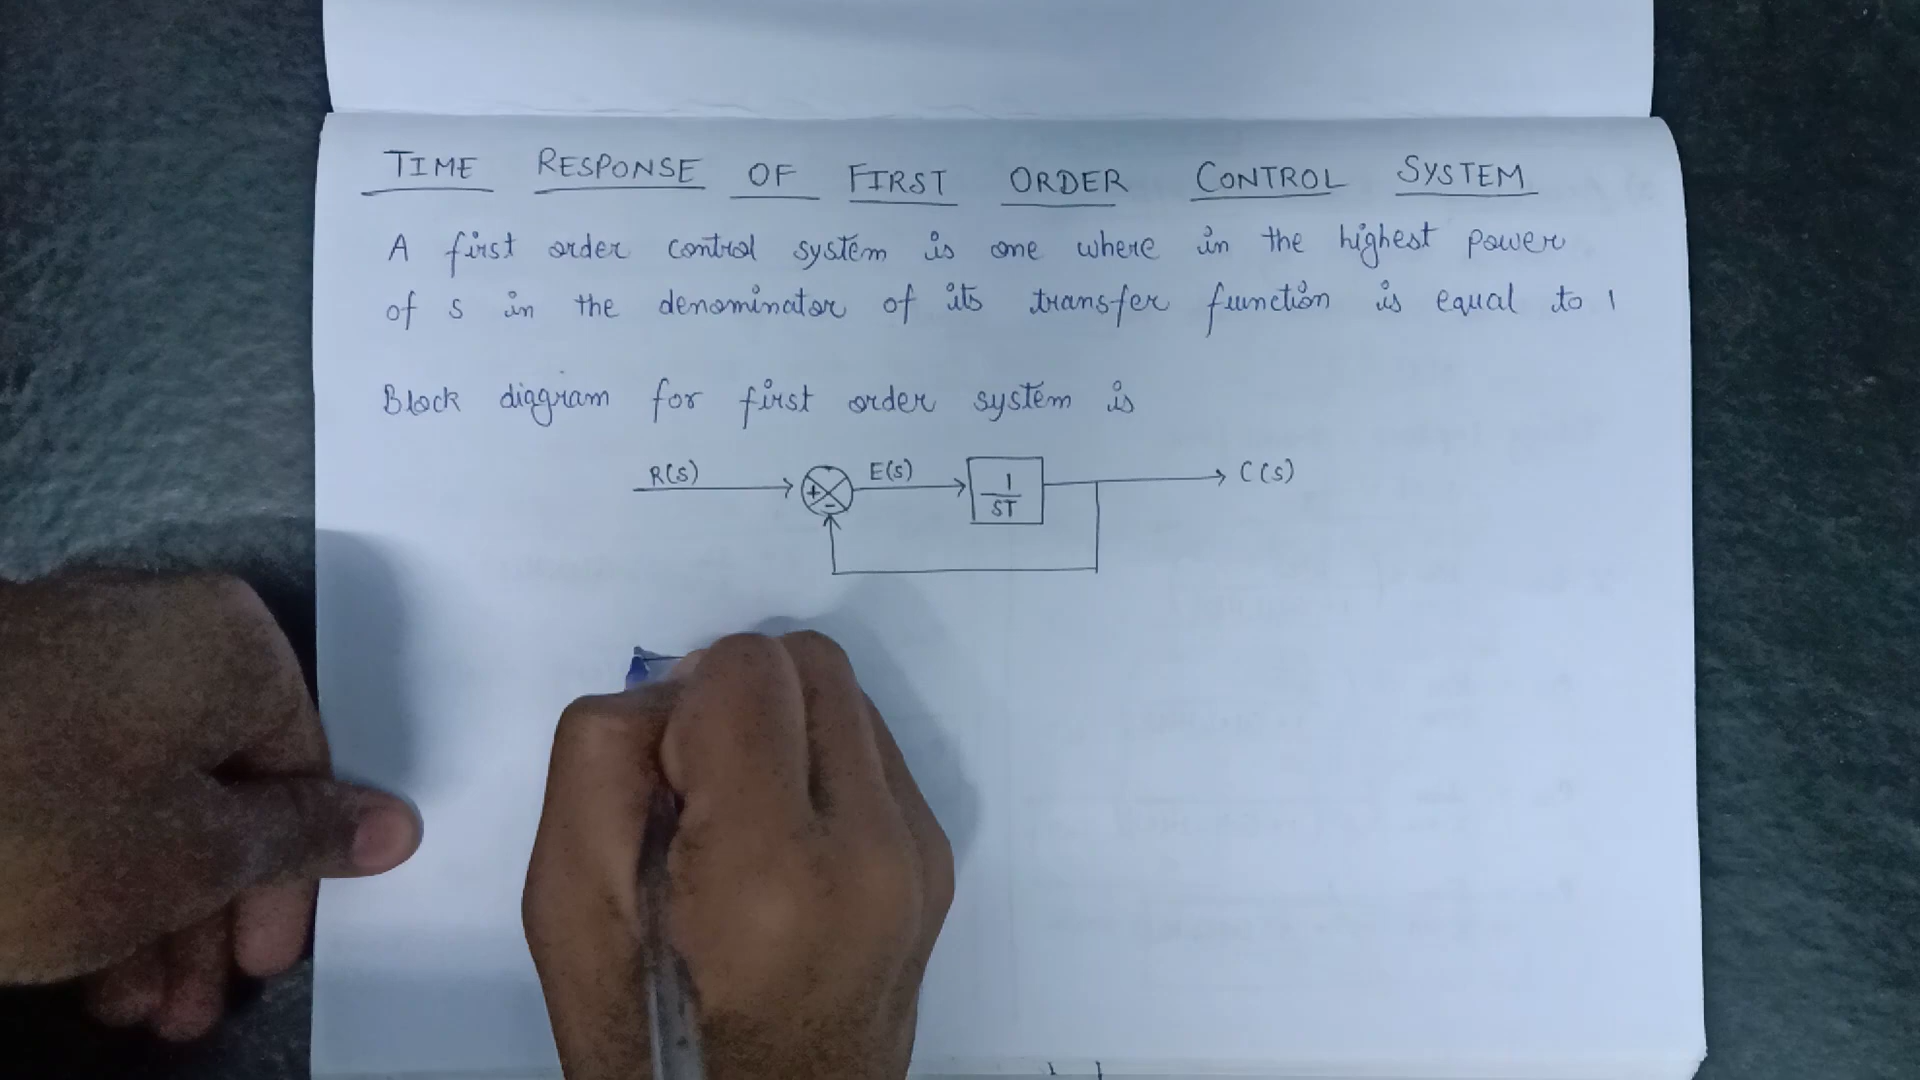 TIME RESPONSE OF FIRST ORDER CONTROL SYSTEM
A first order control system is one where in the highest power
of s in the denominator of its transfer function is equal to 1
Block diagram for first order system is
R(s) + - E(s) 1/ST C(s)